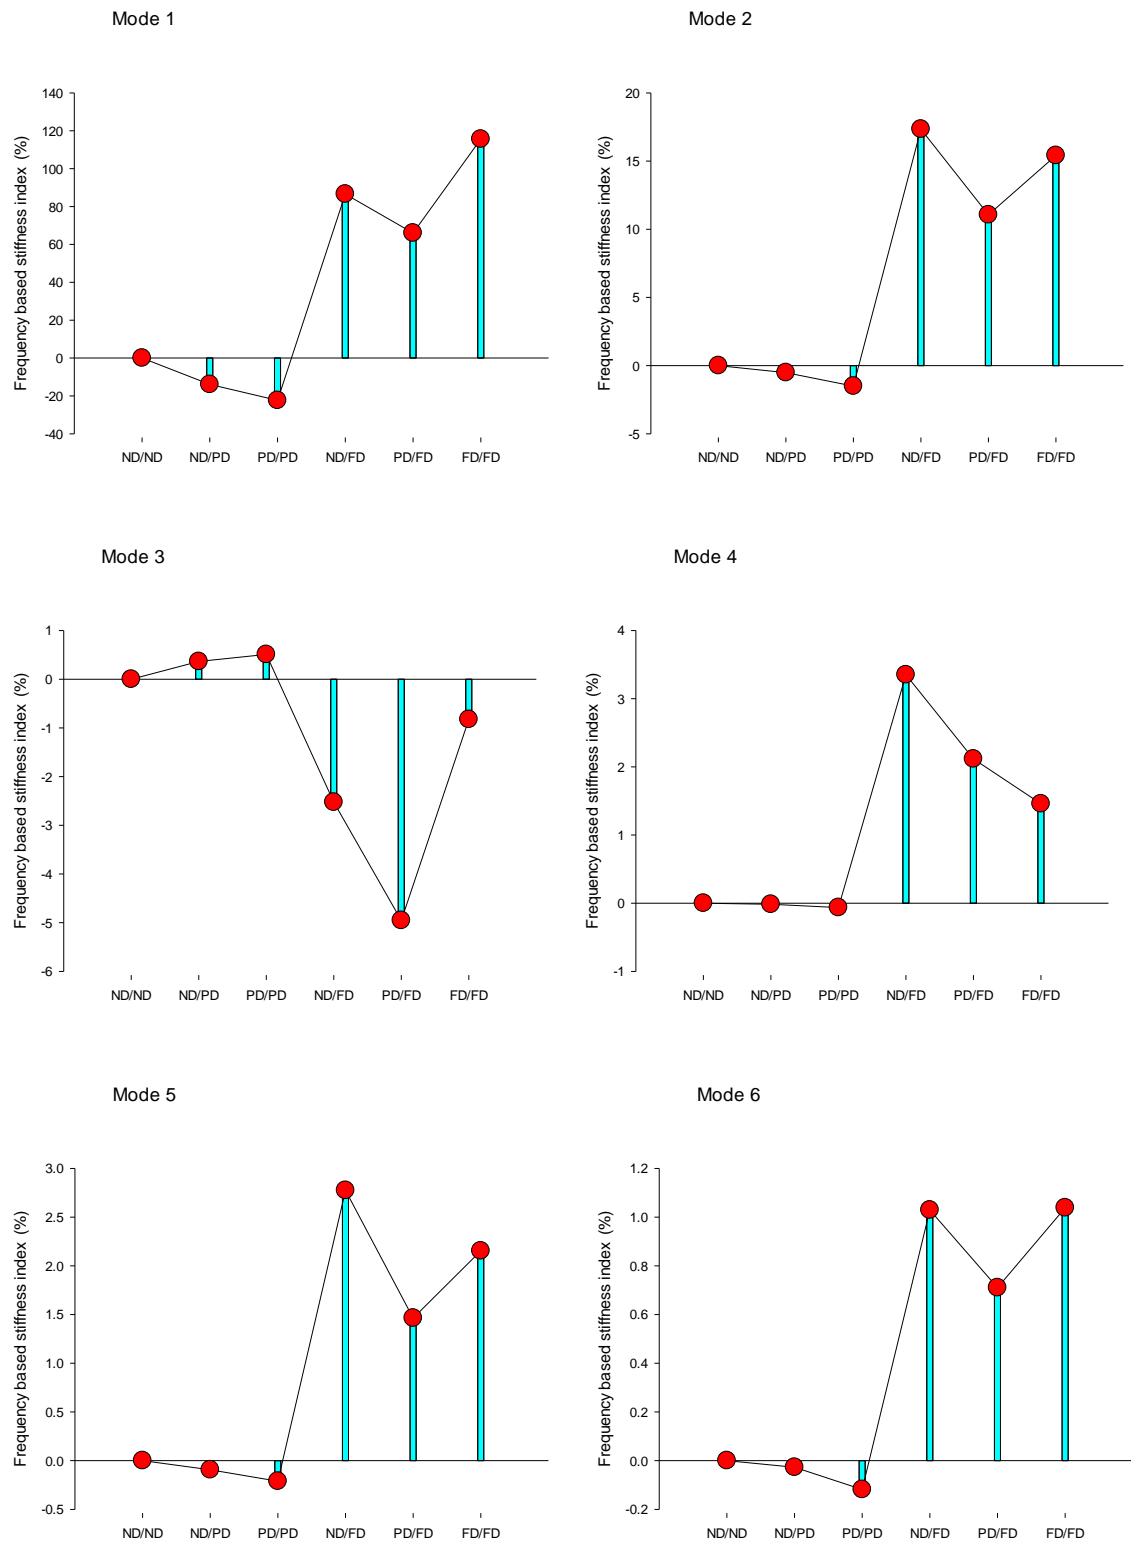 Mode 1
Frequency based stiffness index (%)
140
120
100
80
60
40
20
0
-20
-40
ND/ND ND/PD PD/PD ND/FD PD/FD FD/FD
Mode 2
Frequency based stiffness index (%)
20
15
10
5
0
-5
ND/ND ND/PD PD/PD ND/FD PD/FD FD/FD
Mode 3
Frequency based stiffness index (%)
1
0
-1
-2
-3
-4
-5
-6
ND/ND ND/PD PD/PD ND/FD PD/FD FD/FD
Mode 4
Frequency based stiffness index (%)
4
3
2
1
0
-1
ND/ND ND/PD PD/PD ND/FD PD/FD FD/FD
Mode 5
Frequency based stiffness index (%)
3.0
2.5
2.0
1.5
1.0
0.5
0.0
-0.5
ND/ND ND/PD PD/PD ND/FD PD/FD FD/FD
Mode 6
Frequency based stiffness index (%)
1.2
1.0
0.8
0.6
0.4
0.2
0.0
-0.2
ND/ND ND/PD PD/PD ND/FD PD/FD FD/FD